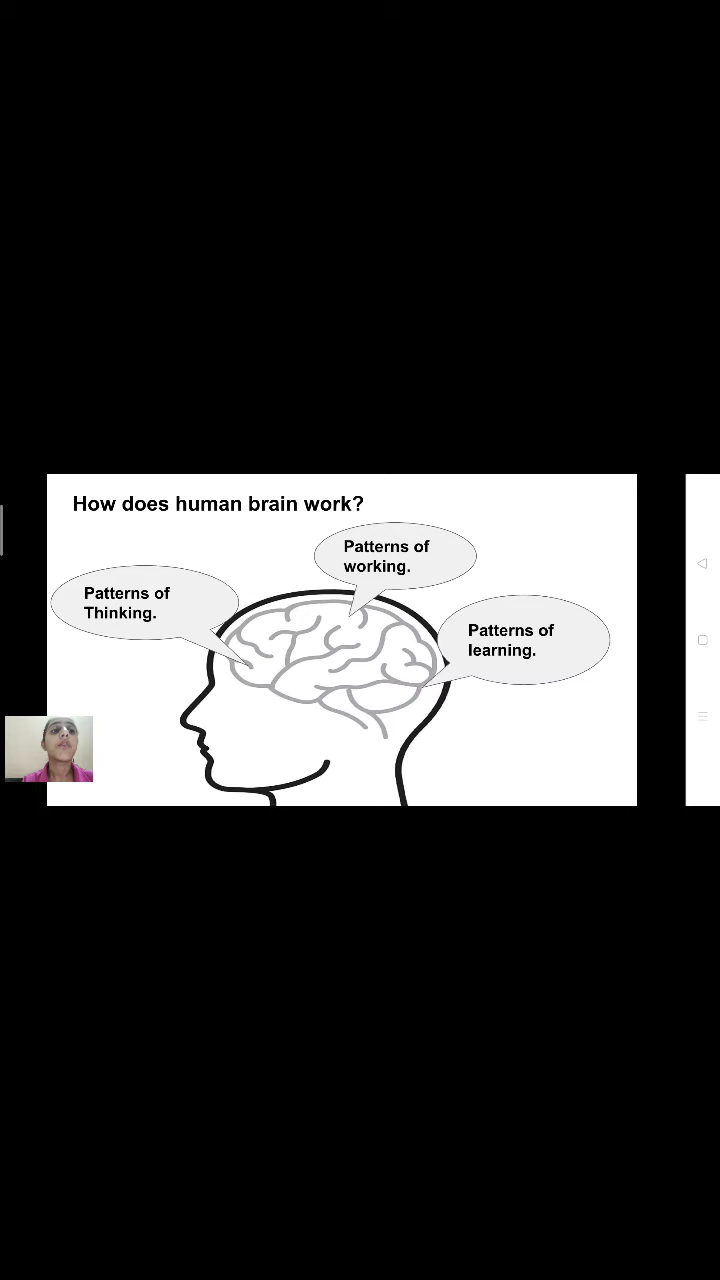 How does human brain work?
Patterns of
working.
Patterns of
Thinking.
Patterns of
learning.